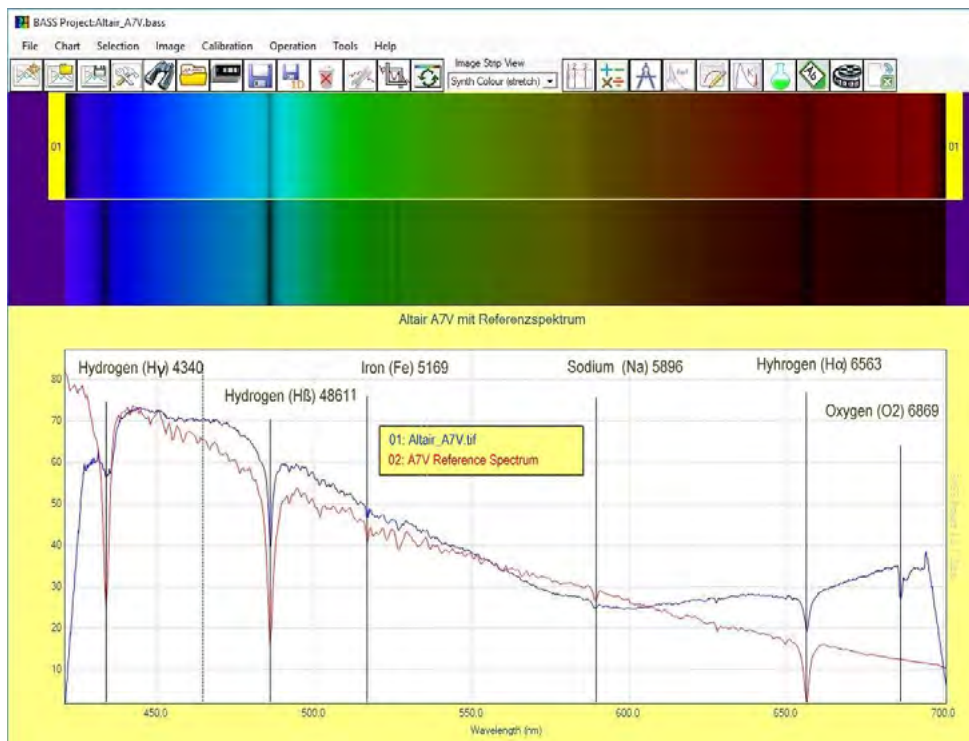 BASS Project:Altair_A7V.bass
File Chart Selection Image Calibration Operation Tools Help
Image Strip View
Synth Colour (stretch)
01 01
Altair A7V mit Referenzspektrum
Hydrogen (Hγ) 4340 Iron (Fe) 5169 Sodium (Na) 5896 Hyhrogen (Hα) 6563
Hydrogen (Hß) 48611
Oxygen (O2) 6869
01: Altair_A7V.tif
02: A7V Reference Spectrum
80
70
60
50
40
30
20
10
450.0 500.0 550.0 600.0 650.0 700.0
Wavelength (nm)